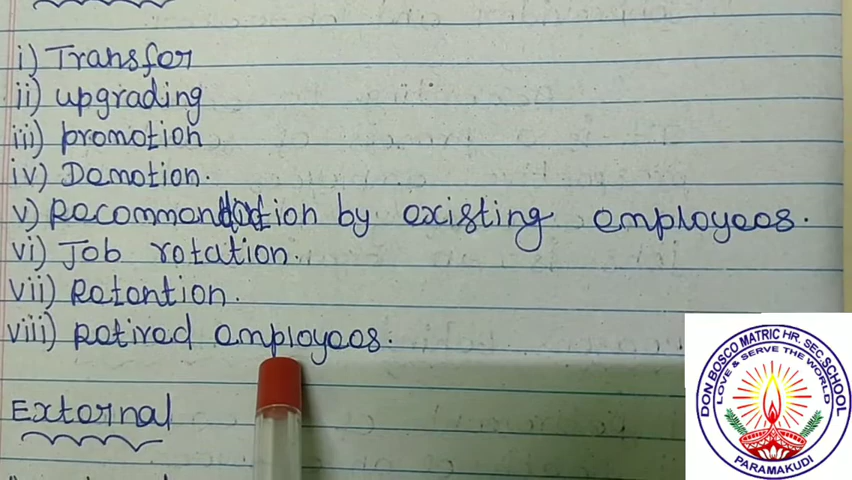 i) Transfer
ii) upgrading
iii) promotion
iv) Demotion.
v) Recommendation by existing employees.
vi) Job rotation.
vii) Retention.
viii) retired employees.
External
DON BOSCO MATRIC HR. SEC. SCHOOL
LOVE & SERVE THE WORLD
PARAMAKUDI